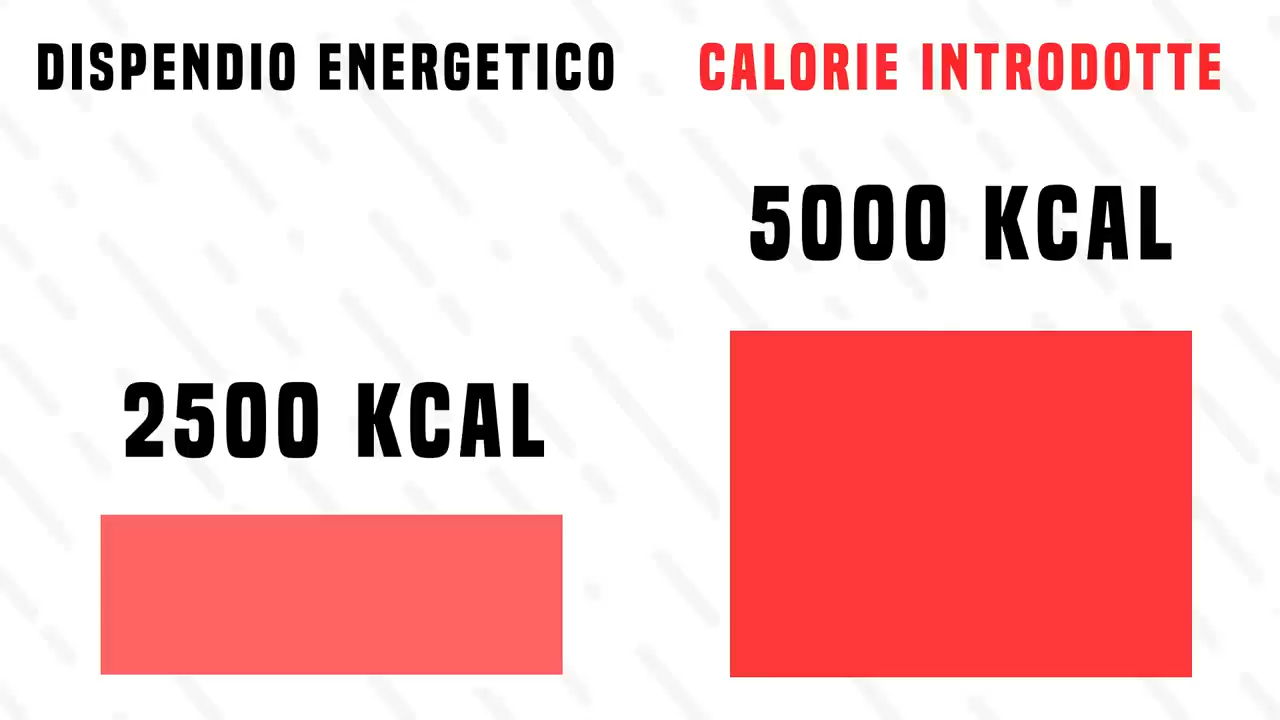 DISPENDIO ENERGETICO
CALORIE INTRODOTTE
5000 KCAL
2500 KCAL